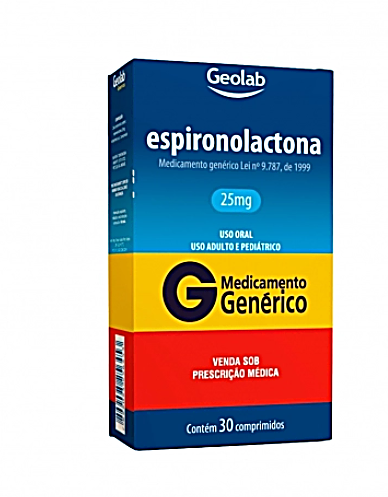 Geolab
espironolactona
Medicamento genérico Lei nº 9.787, de 1999
25mg
USO ORAL
USO ADULTO E PEDIÁTRICO
G Medicamento
Genérico
VENDA SOB
PRESCRIÇÃO MÉDICA
Contém 30 comprimidos
Geolab